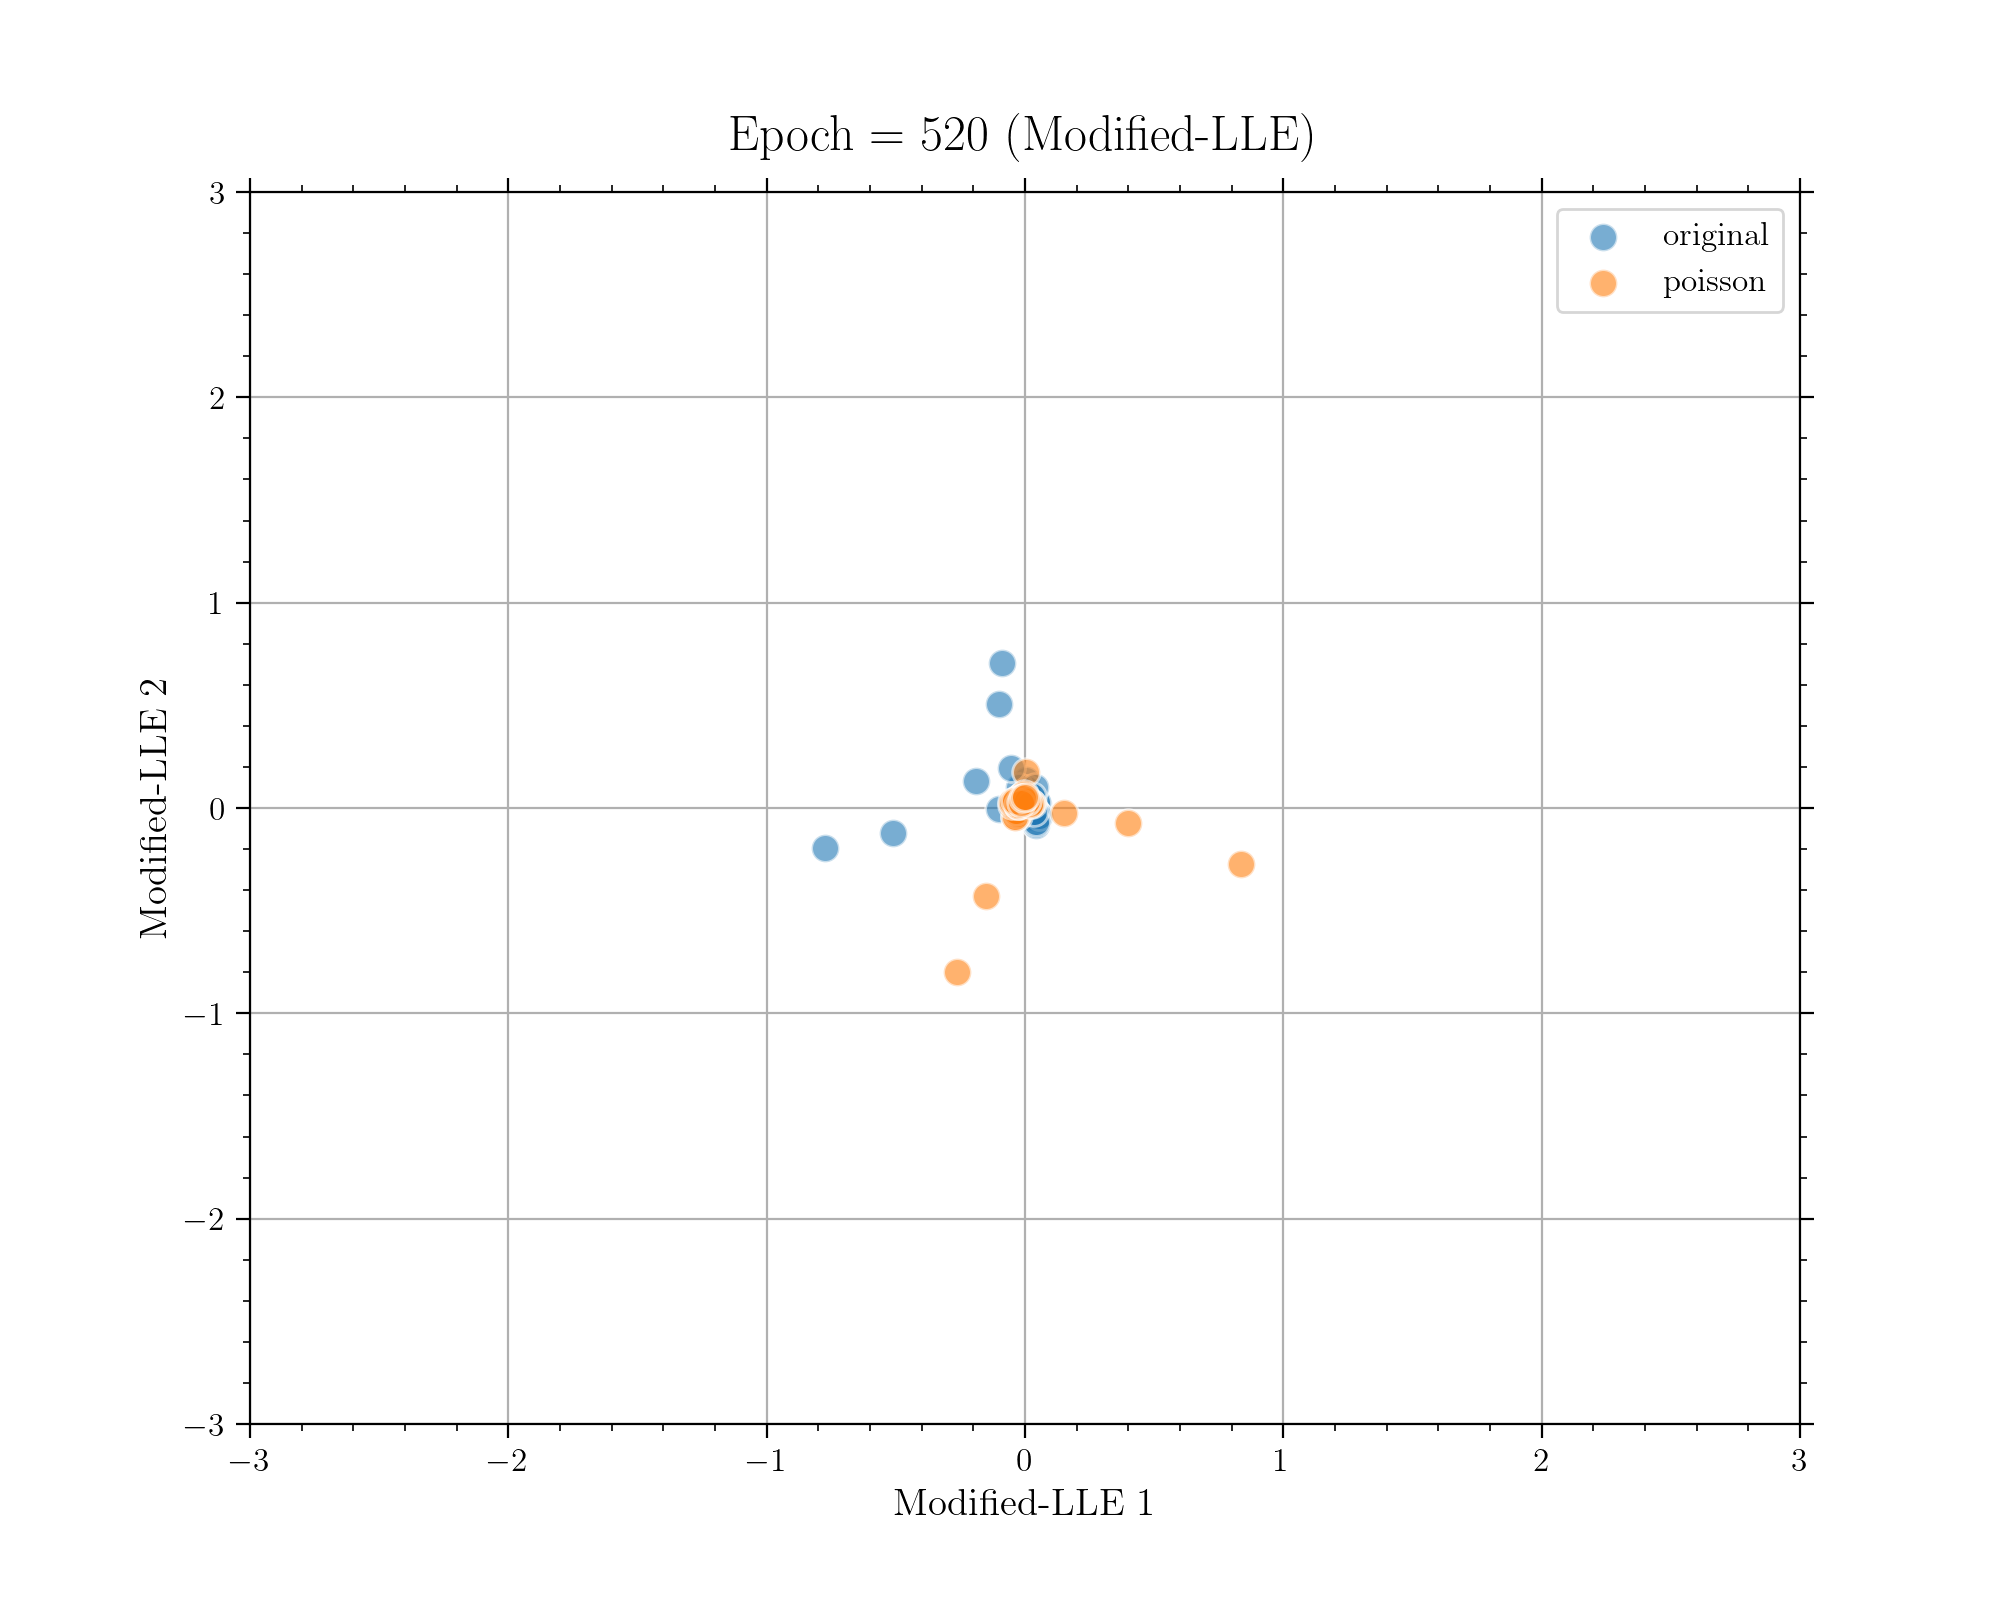 Epoch = 520 (Modified-LLE)
original
poisson
3
2
1
0
−1
−2
−3
Modified-LLE 2
−3
−2
−1
0
1
2
3
Modified-LLE 1